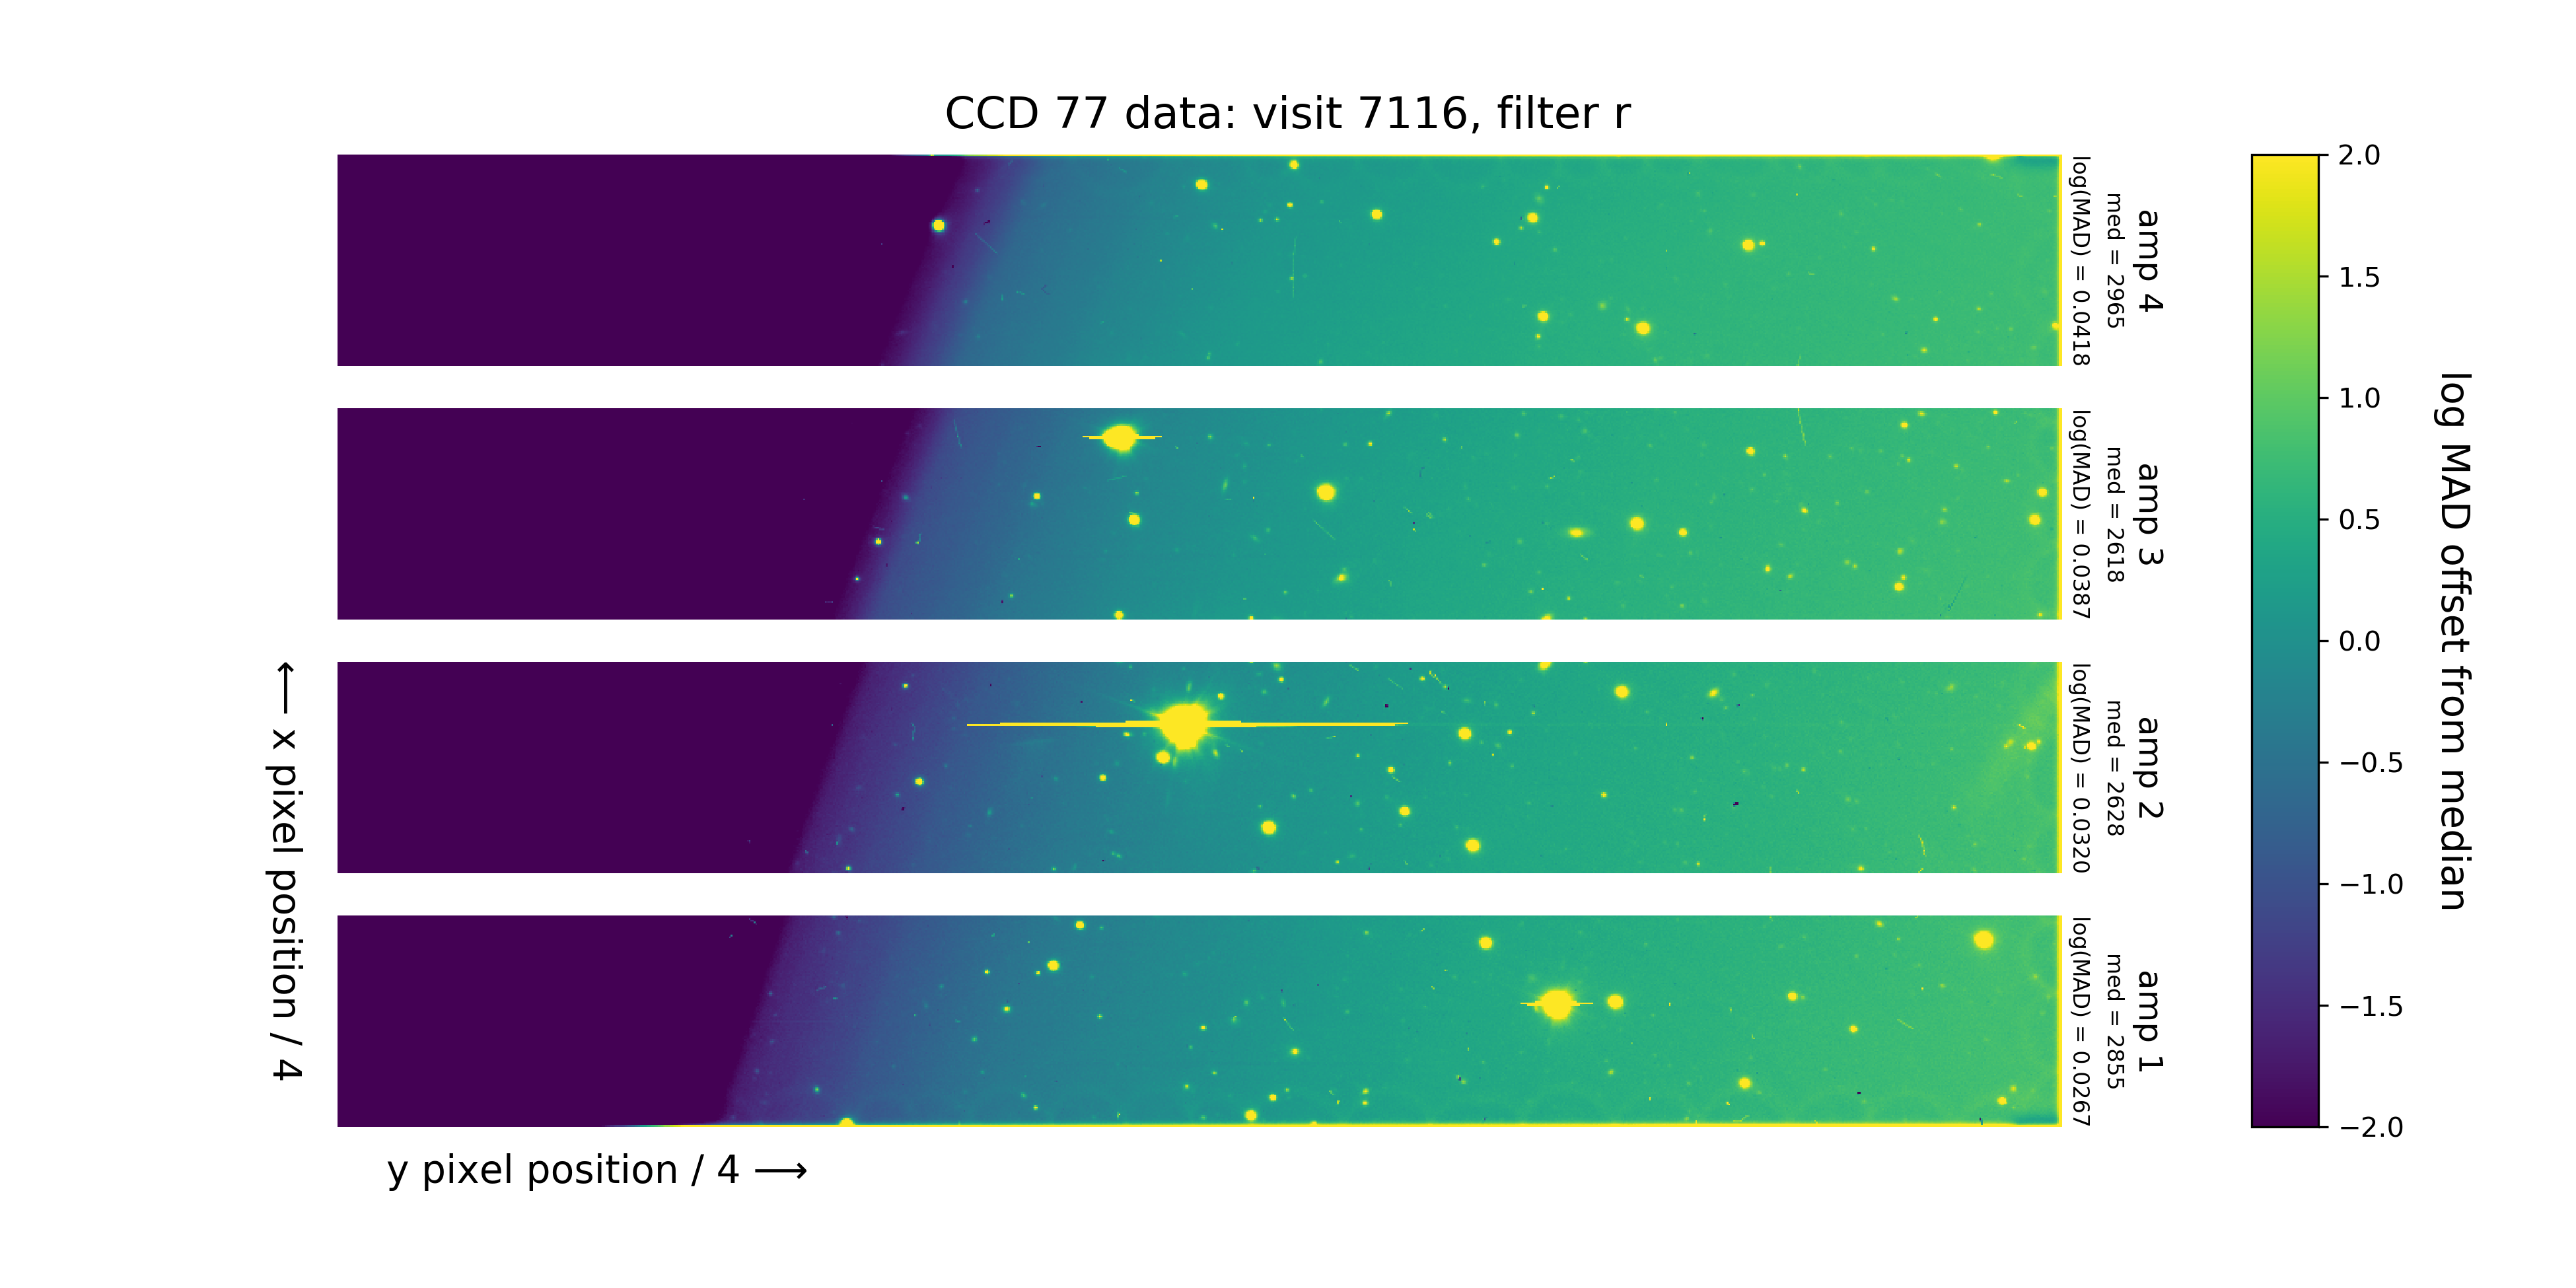 CCD 77 data: visit 7116, filter r
amp 4
med = 2965
log(MAD) = 0.0418
amp 3
med = 2618
log(MAD) = 0.0387
amp 2
med = 2628
log(MAD) = 0.0320
amp 1
med = 2855
log(MAD) = 0.0267
⟵ x pixel position / 4
y pixel position / 4 ⟶
2.0
1.5
1.0
0.5
0.0
−0.5
−1.0
−1.5
−2.0
log MAD offset from median